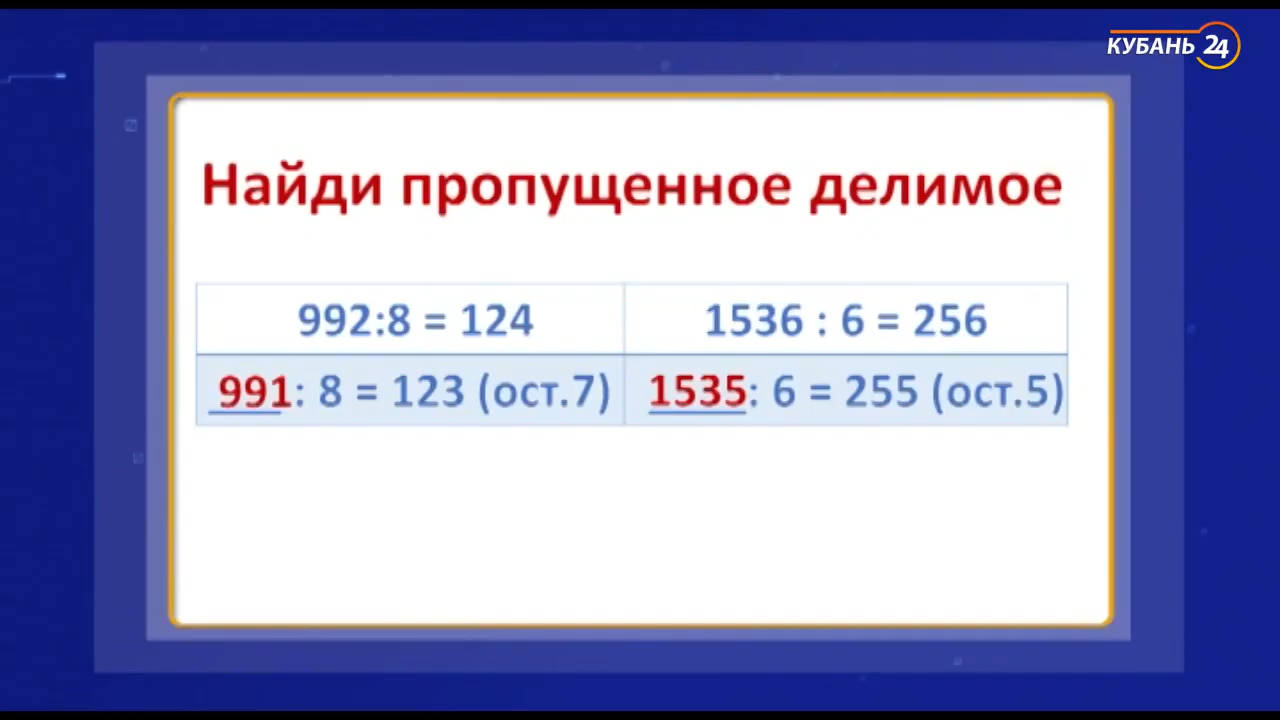 КУБАНЬ 24
Найди пропущенное делимое
992:8 = 124
1536 : 6 = 256
991: 8 = 123 (ост.7)
1535: 6 = 255 (ост.5)